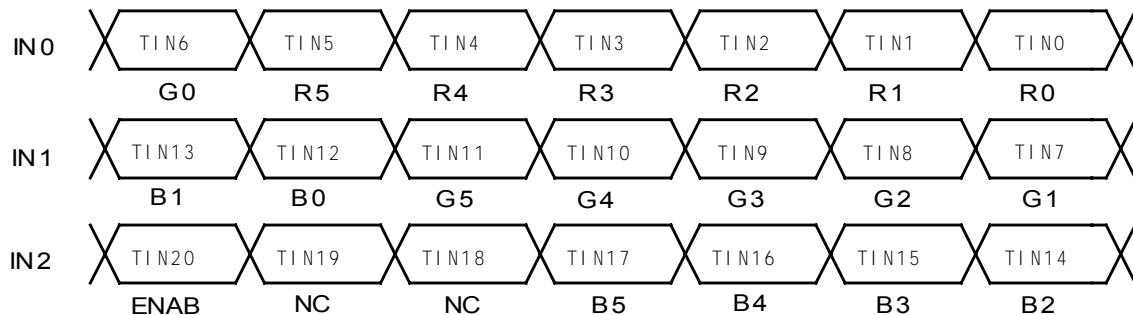 IN0 TIN6 TIN5 TIN4 TIN3 TIN2 TIN1 TIN0
G0 R5 R4 R3 R2 R1 R0
IN1 TIN13 TIN12 TIN11 TIN10 TIN9 TIN8 TIN7
B1 B0 G5 G4 G3 G2 G1
IN2 TIN20 TIN19 TIN18 TIN17 TIN16 TIN15 TIN14
ENAB NC NC B5 B4 B3 B2